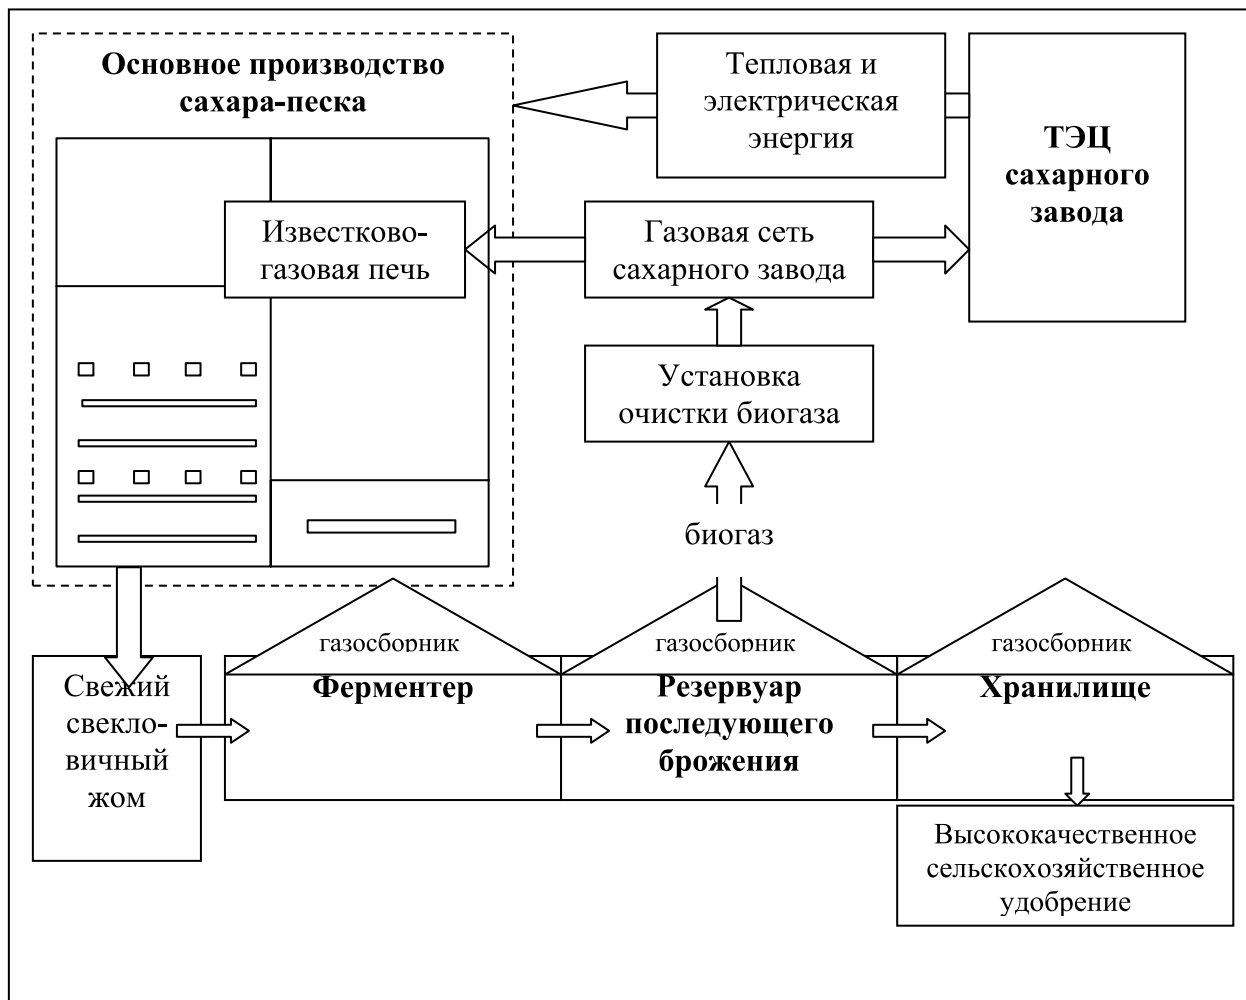 Основное производство
сахара-песка
Тепловая и
электрическая
энергия
ТЭЦ
сахарного
завода
Известково-
газовая печь
Газовая сеть
сахарного завода
Установка
очистки биогаза
биогаз
газосборник
газосборник
газосборник
Свежий
свекло-
вичный
жом
Ферментер
Резервуар
последующего
брожения
Хранилище
Высококачественное
сельскохозяйственное
удобрение